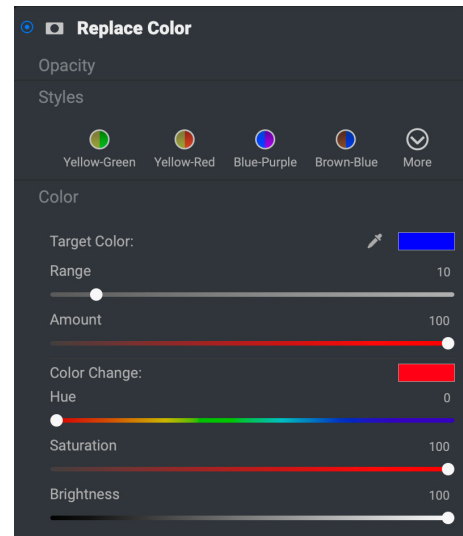 Replace Color
Opacity
Styles
Yellow-Green Yellow-Red Blue-Purple Brown-Blue More
Color
Target Color:
Range 10
Amount 100
Color Change:
Hue 0
Saturation 100
Brightness 100